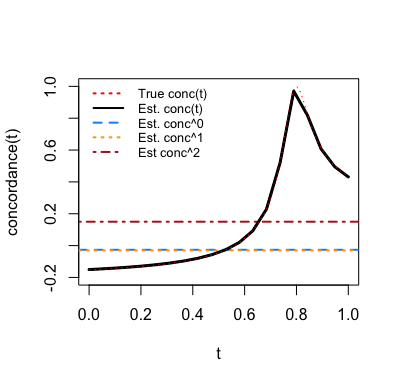 True conc(t)
Est. conc(t)
Est. conc^0
Est. conc^1
Est conc^2
concordance(t)
1.0
0.6
0.2
-0.2
0.0 0.2 0.4 0.6 0.8 1.0
t